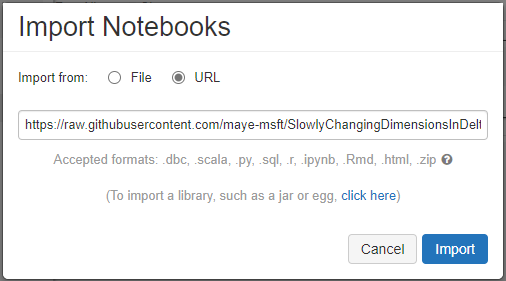 Import Notebooks
Import from: File URL
https://raw.githubusercontent.com/maye-msft/SlowlyChangingDimensionsInDelt
Accepted formats: .dbc, .scala, .py, .sql, .r, .ipynb, .Rmd, .html, .zip
(To import a library, such as a jar or egg, click here)
Cancel Import